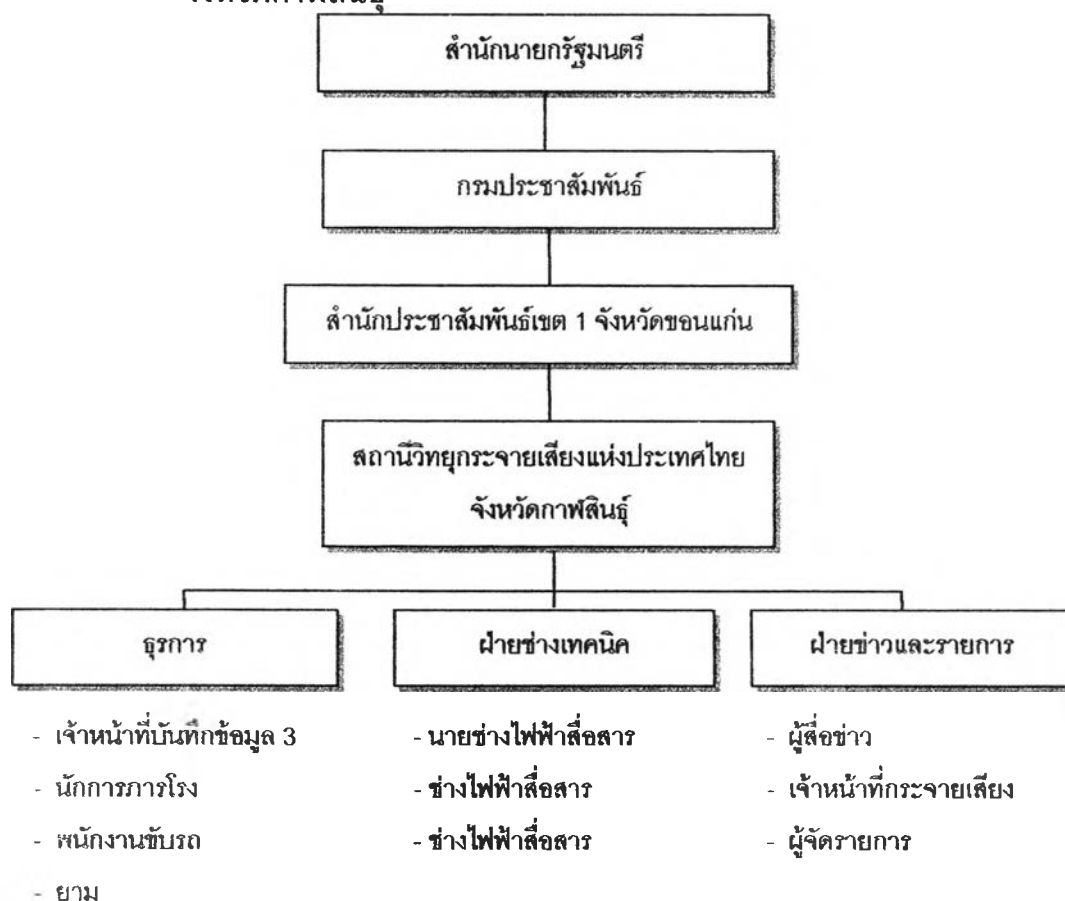 สำนักนายกรัฐมนตรี
กรมประชาสัมพันธ์
สำนักประชาสัมพันธ์เขต 1 จังหวัดขอนแก่น
สถานีวิทยุกระจายเสียงแห่งประเทศไทย
จังหวัดกาฬสินธุ์
ธุรการ
ฝ่ายช่างเทคนิค
ฝ่ายข่าวและรายการ
- เจ้าหน้าที่บันทึกข้อมูล 3
- นักการภารโรง
- พนักงานขับรถ
- ยาม
- นายช่างไฟฟ้าสื่อสาร
- ช่างไฟฟ้าสื่อสาร
- ช่างไฟฟ้าสื่อสาร
- ผู้สื่อข่าว
- เจ้าหน้าที่กระจายเสียง
- ผู้จัดรายการ